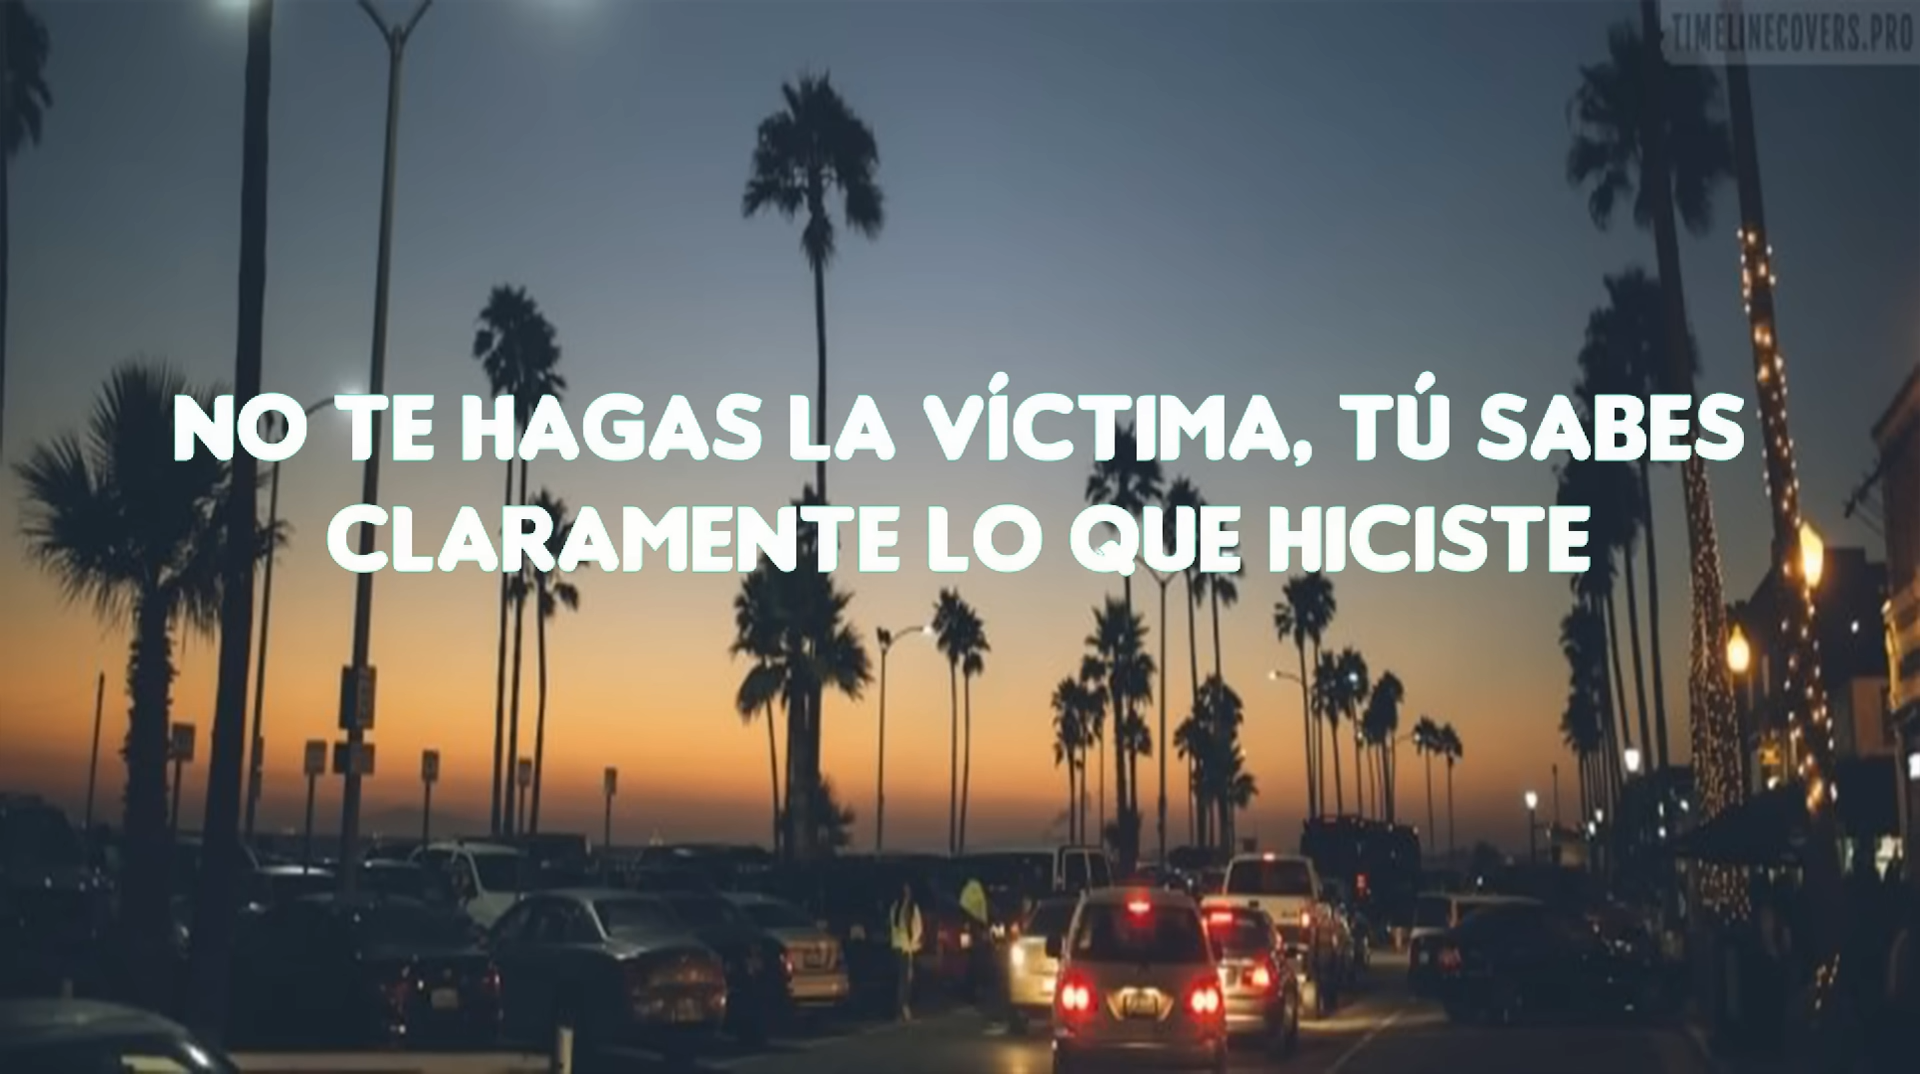 TIMELINECOVERS.PRO
NO TE HAGAS LA VÍCTIMA, TÚ SABES
CLARAMENTE LO QUE HICISTE